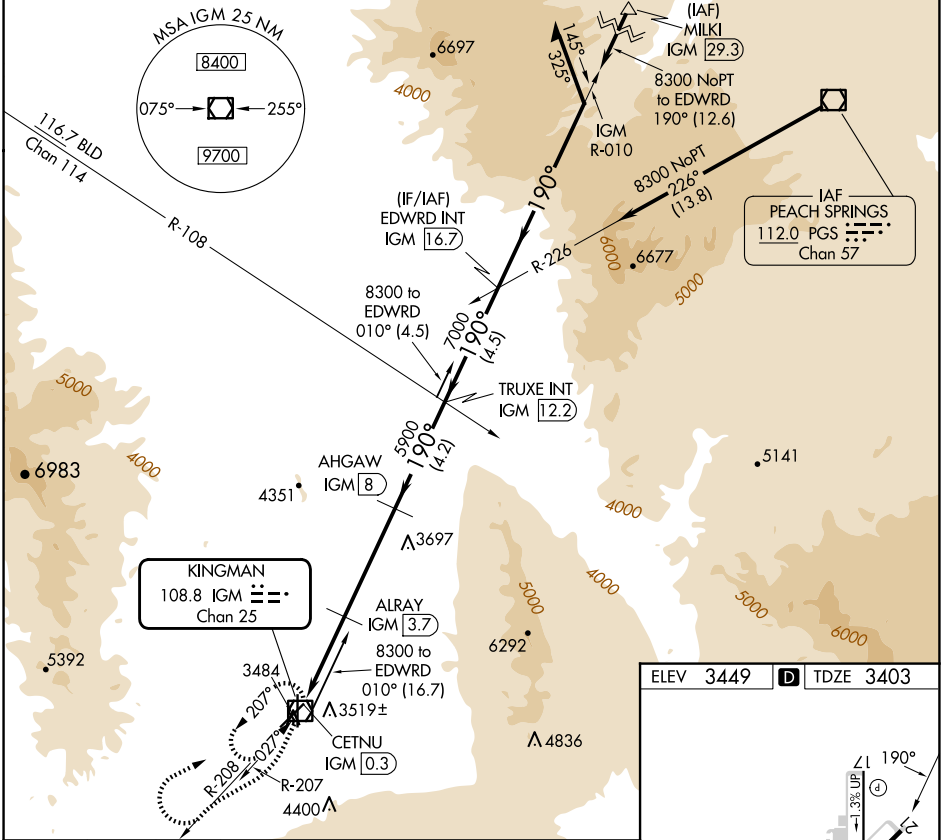 MSA IGM 25 NM
8400
075°
255°
9700
6697
4000
145°
325°
(IAF)
MILKI
IGM 29.3
8300 NoPT
to EDWRD
190° (12.6)
IGM
R-010
116.7 BLD
Chan 114
R-108
190°
8300 NoPT
226°
(13.8)
IAF
PEACH SPRINGS
112.0 PGS
Chan 57
(IF/IAF)
EDWRD INT
IGM 16.7
R-226
6000
6677
5000
8300 to
EDWRD
010° (4.5)
7000
190°
(4.5)
TRUXE INT
IGM 12.2
5000
6983
4000
5900
190°
(4.2)
AHGAW
IGM 8
4351
5141
4000
3697
KINGMAN
108.8 IGM
Chan 25
ALRAY
IGM 3.7
8300 to
EDWRD
010° (16.7)
5000
6292
4000
5000
6000
5392
3484
207°
027°
3519±
CETNU
IGM 0.3
R-208
R-207
4400
4836
ELEV 3449 D TDZE 3403
17
190°
P
1.3% UP
21